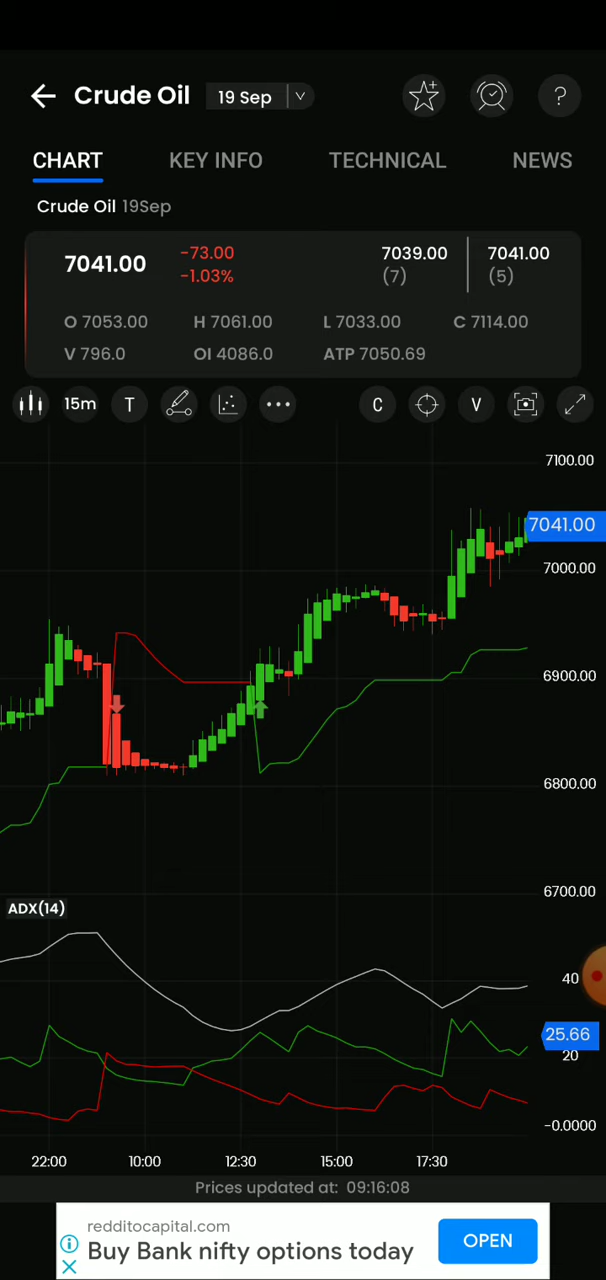 Crude Oil 19 Sep
CHART KEY INFO TECHNICAL NEWS
Crude Oil 19Sep
7041.00 -73.00 7039.00 7041.00
-1.03% (7) (5)
O 7053.00 H 7061.00 L 7033.00 C 7114.00
V 796.0 OI 4086.0 ATP 7050.69
15m T C V
7100.00
7041.00
7000.00
6900.00
6800.00
6700.00
ADX(14)
40
25.66
20
-0.0000
22:00 10:00 12:30 15:00 17:30
Prices updated at: 09:16:08
redditocapital.com
Buy Bank nifty options today
OPEN